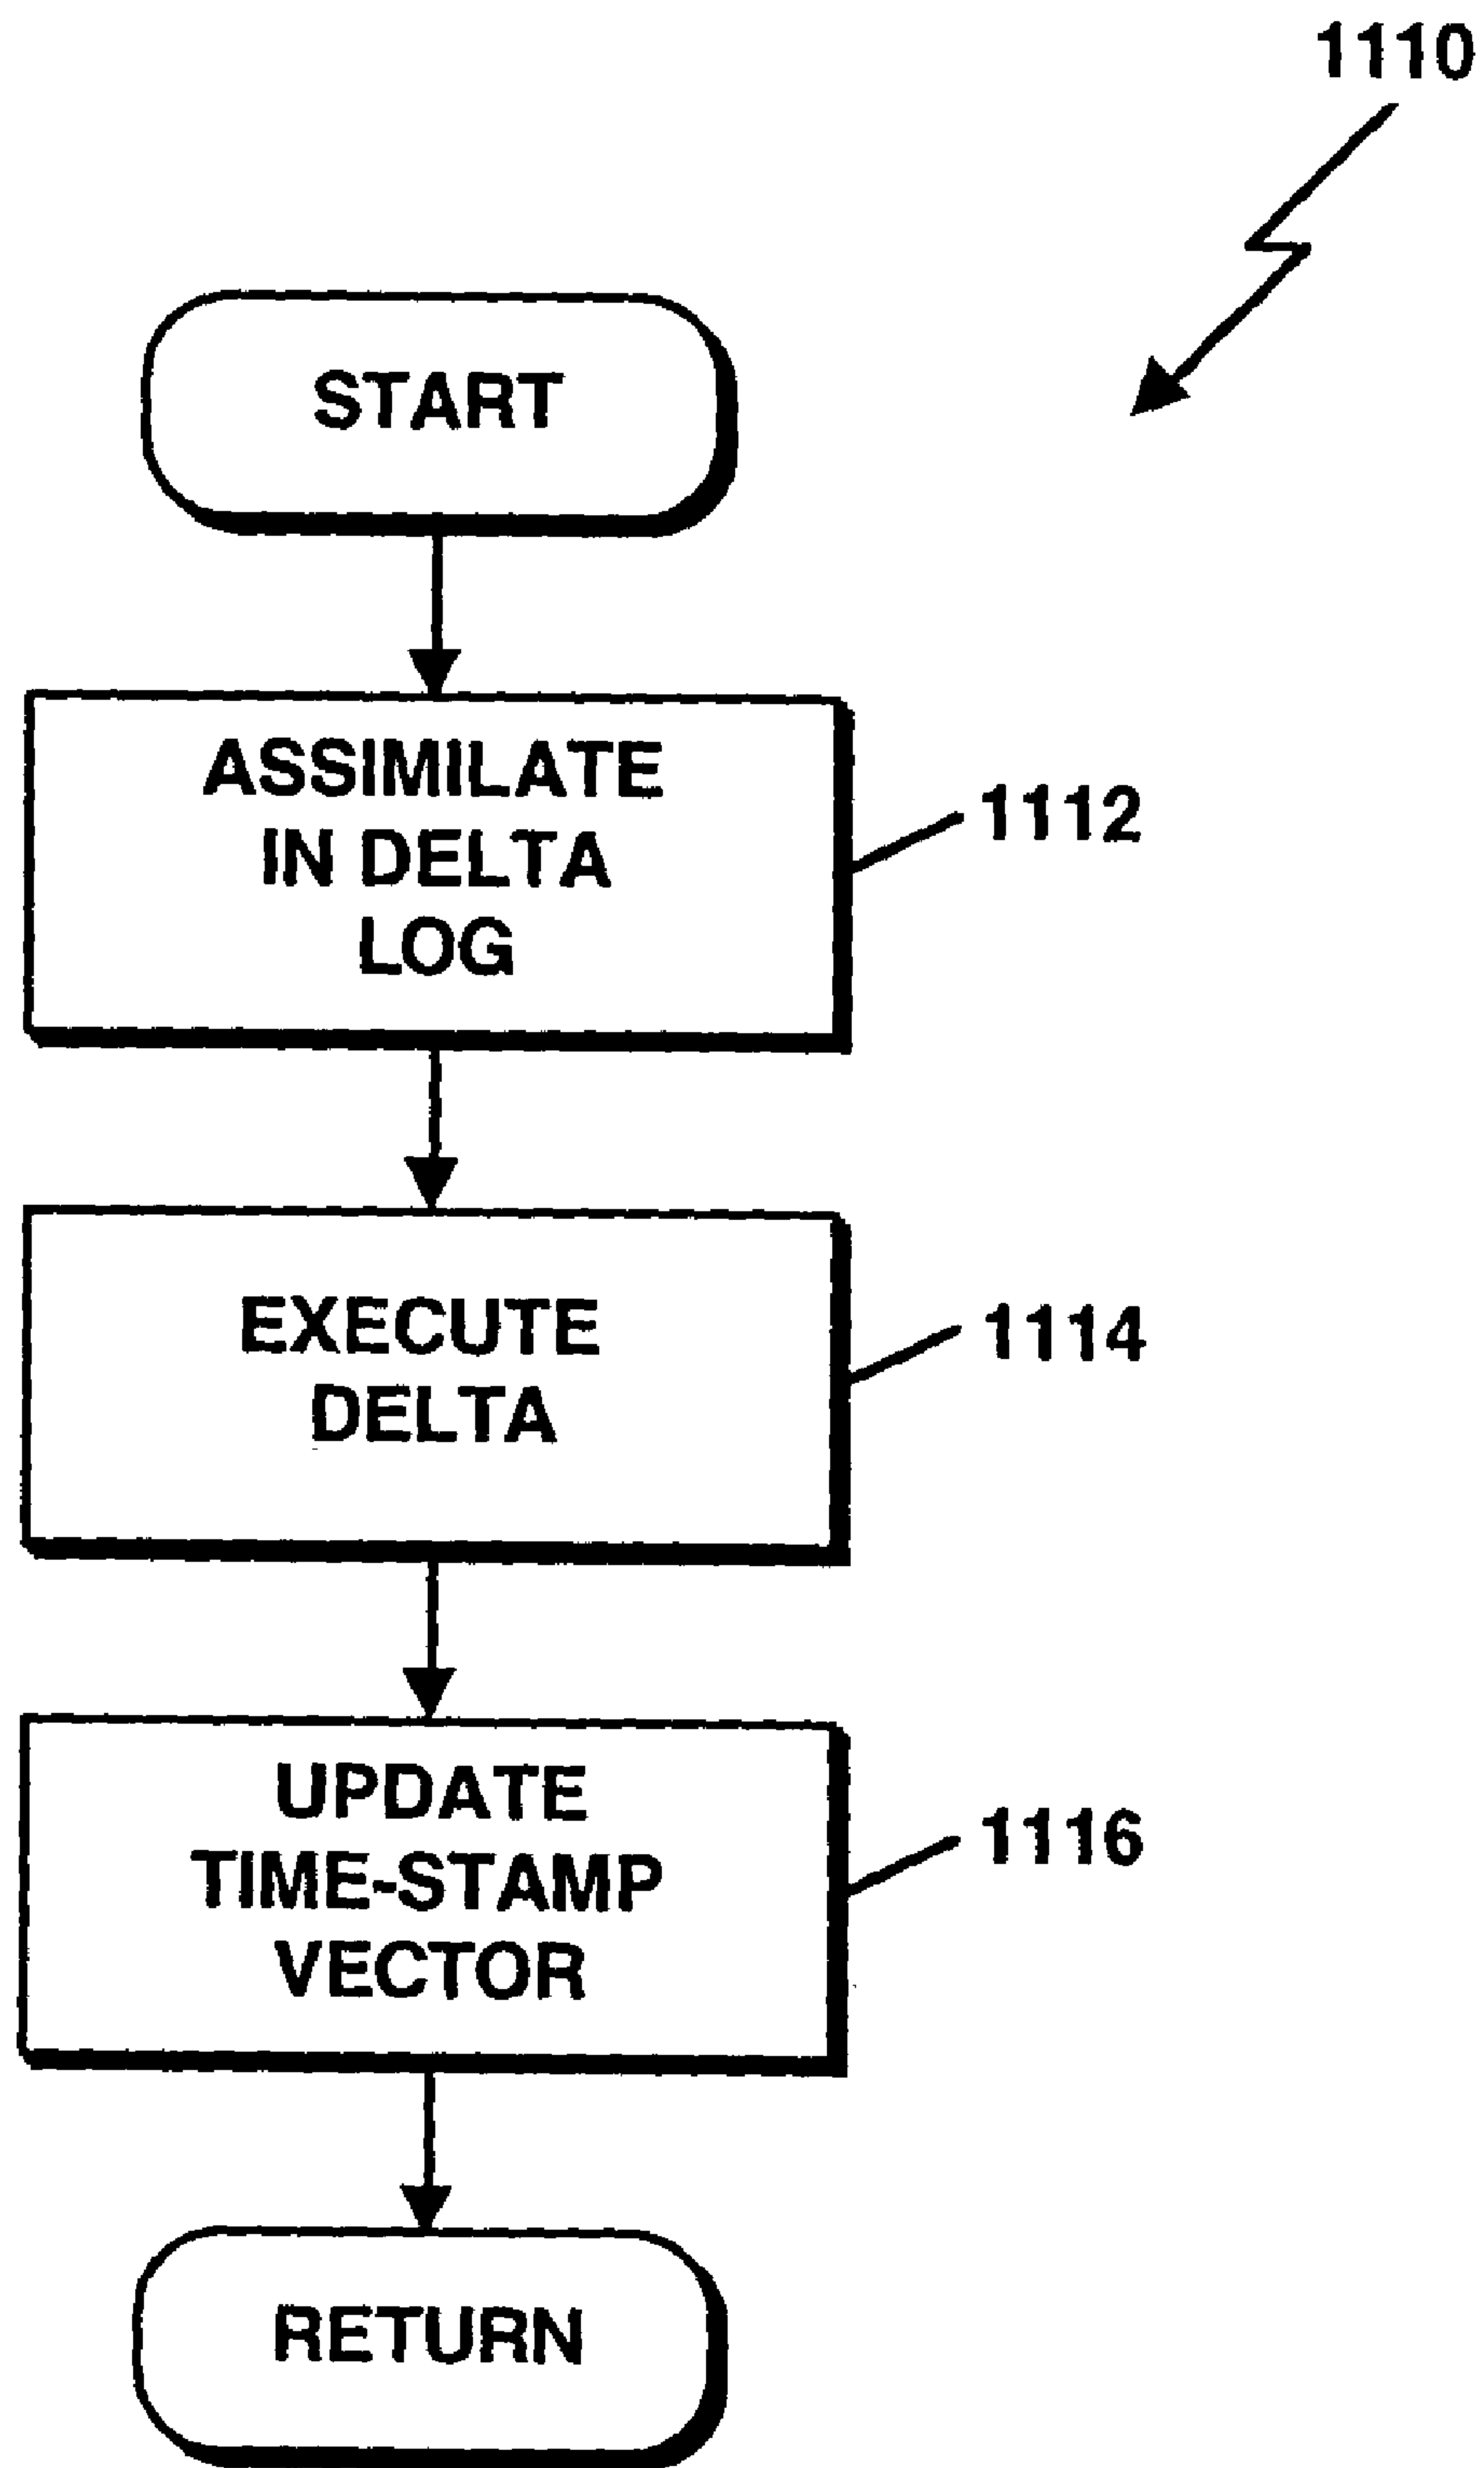 1110
START
ASSIMILATE
IN DELTA
LOG
1112
EXECUTE
DELTA
1114
UPDATE
TIME-STAMP
VECTOR
1116
RETURN